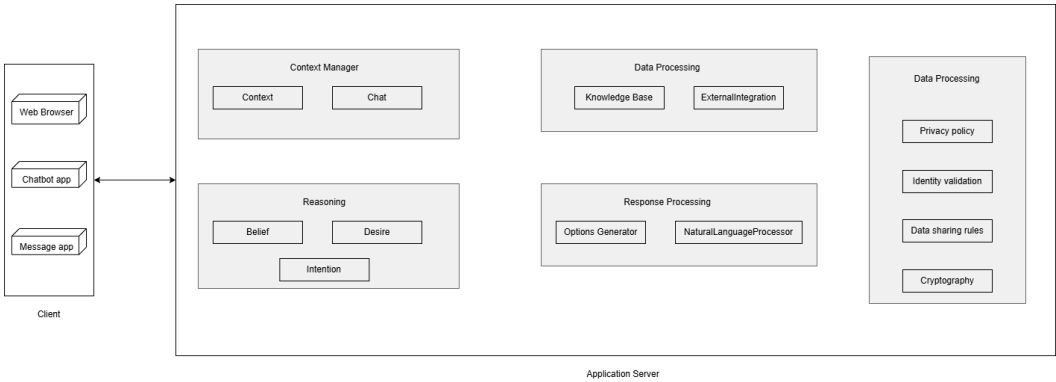 Web Browser
Chatbot app
Message app
Client
Context Manager
Context
Chat
Reasoning
Belief
Desire
Intention
Data Processing
Knowledge Base
ExternalIntegration
Response Processing
Options Generator
NaturalLanguageProcessor
Data Processing
Privacy policy
Identity validation
Data sharing rules
Cryptography
Application Server